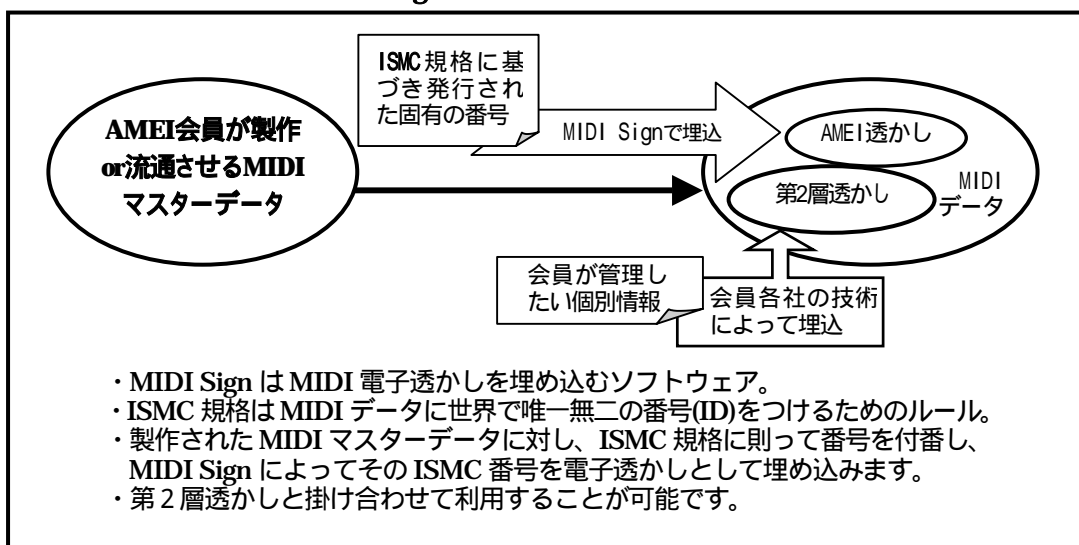 ISMC規格に基
づき発行され
た固有の番号
AMEI会員が製作
or流通させるMIDI
マスターデータ
MIDI Signで埋込
AMEI透かし
第2層透かし
MIDI
データ
会員が管理し
たい個別情報
会員各社の技術
によって埋込
・MIDI Sign は MIDI 電子透かしを埋め込むソフトウェア。
・ISMC 規格は MIDI データに世界で唯一無二の番号(ID)をつけるためのルール。
・製作された MIDI マスターデータに対し、ISMC 規格に則って番号を付番し、
MIDI Sign によってその ISMC 番号を電子透かしとして埋め込みます。
・第2層透かしと掛け合わせて利用することが可能です。